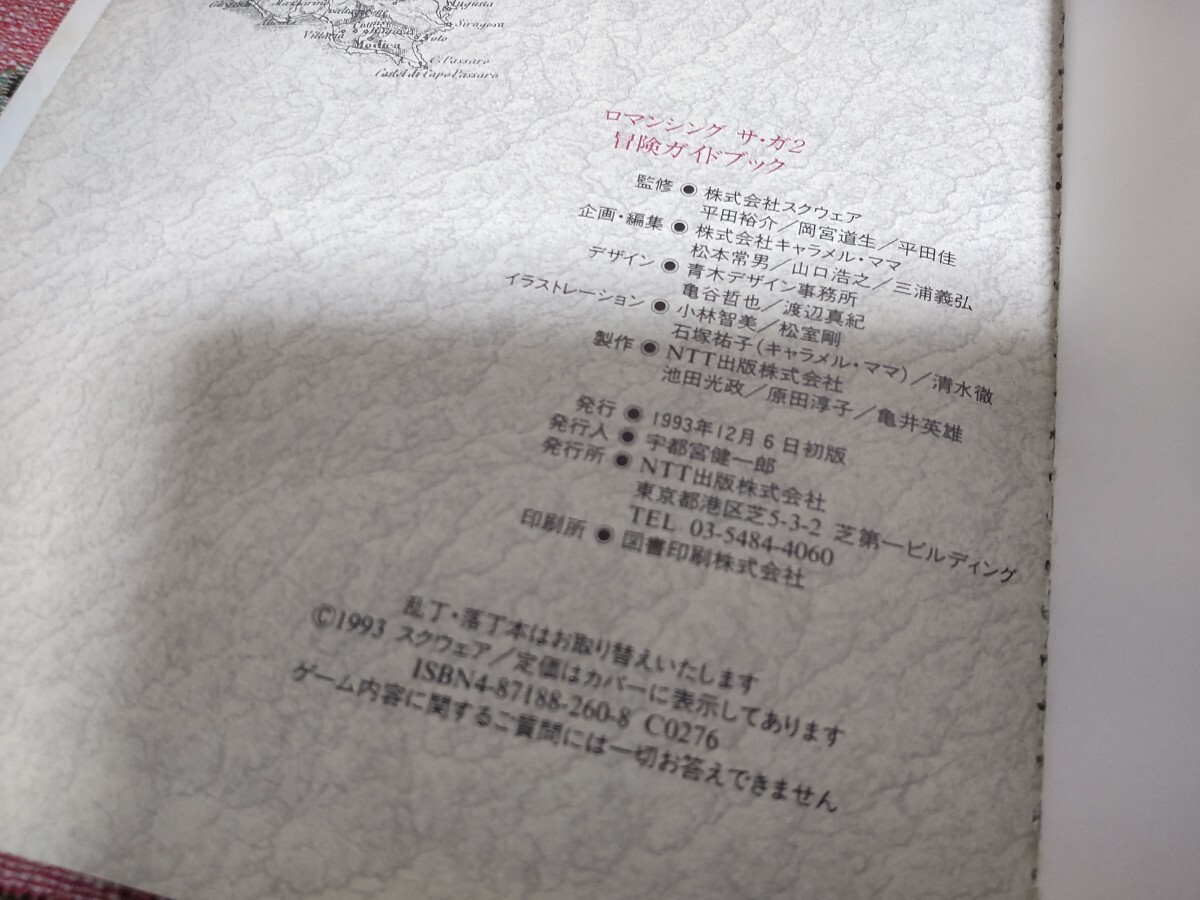 Augusta
Siragosa
Noto
Modica
C. Passaro
Castel di Capo Passaro
ロマンシング サ・ガ2
冒険ガイドブック
監修●株式会社スクウェア
平田裕介／岡宮道生／平田佳
企画・編集●株式会社キャラメル・ママ
松本常男／山口浩之／三浦義弘
デザイン●青木デザイン事務所
亀谷哲也／渡辺真紀
イラストレーション●小林智美／松室剛
石塚祐子(キャラメル・ママ)／清水徹
製作●NTT出版株式会社
池田光政／原田淳子／亀井英雄
発行●1993年12月6日初版
発行人●宇都宮健一郎
発行所●NTT出版株式会社
東京都港区芝5-3-2 芝第一ビルディング
TEL 03-5484-4060
印刷所●図書印刷株式会社
乱丁・落丁本はお取り替えいたします
©1993 スクウェア／定価はカバーに表示してあります
ISBN4-87188-260-8 C0276
ゲーム内容に関するご質問には一切お答えできません